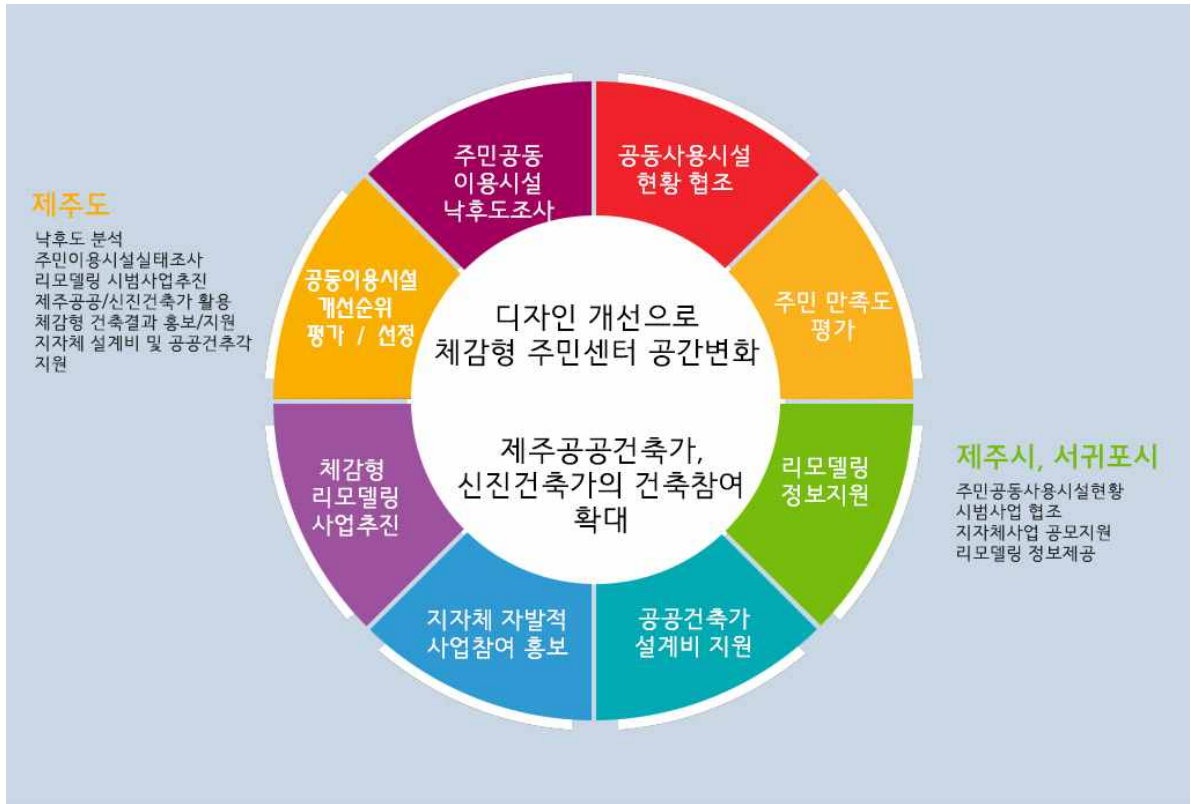 주민공동
이용시설
낙후도조사
공동사용시설
현황 협조
주민 만족도
평가
리모델링
정보지원
공공건축가
설계비 지원
지자체 자발적
사업참여 홍보
체감형
리모델링
사업추진
공동이용시설
개선순위
평가 / 선정
디자인 개선으로
체감형 주민센터 공간변화
제주공공건축가,
신진건축가의 건축참여
확대
제주도
낙후도 분석
주민이용시설실태조사
리모델링 시범사업추진
제주공공/신진건축가 활용
체감형 건축결과 홍보/지원
지자체 설계비 및 공공건추각
지원
제주시, 서귀포시
주민공동사용시설현황
시범사업 협조
지자체사업 공모지원
리모델링 정보제공